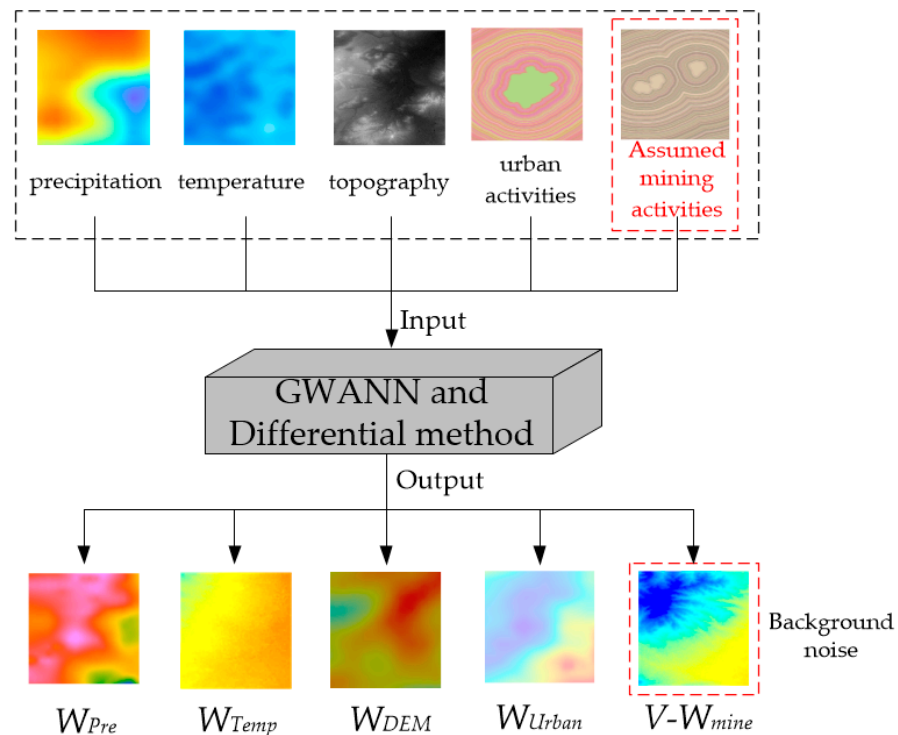 precipitation
temperature
topography
urban
activities
Assumed
mining
activities
Input
GWANN and
Differential method
Output
Background
noise
WPre
WTemp
WDEM
WUrban
V-Wmine